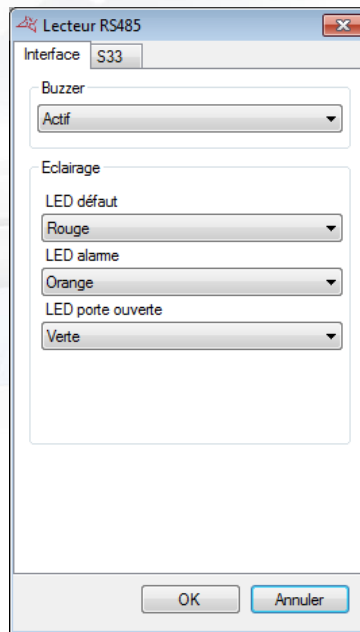 Lecteur RS485
Interface S33
Buzzer
Actif
Eclairage
LED défaut
Rouge
LED alarme
Orange
LED porte ouverte
Verte
OK Annuler